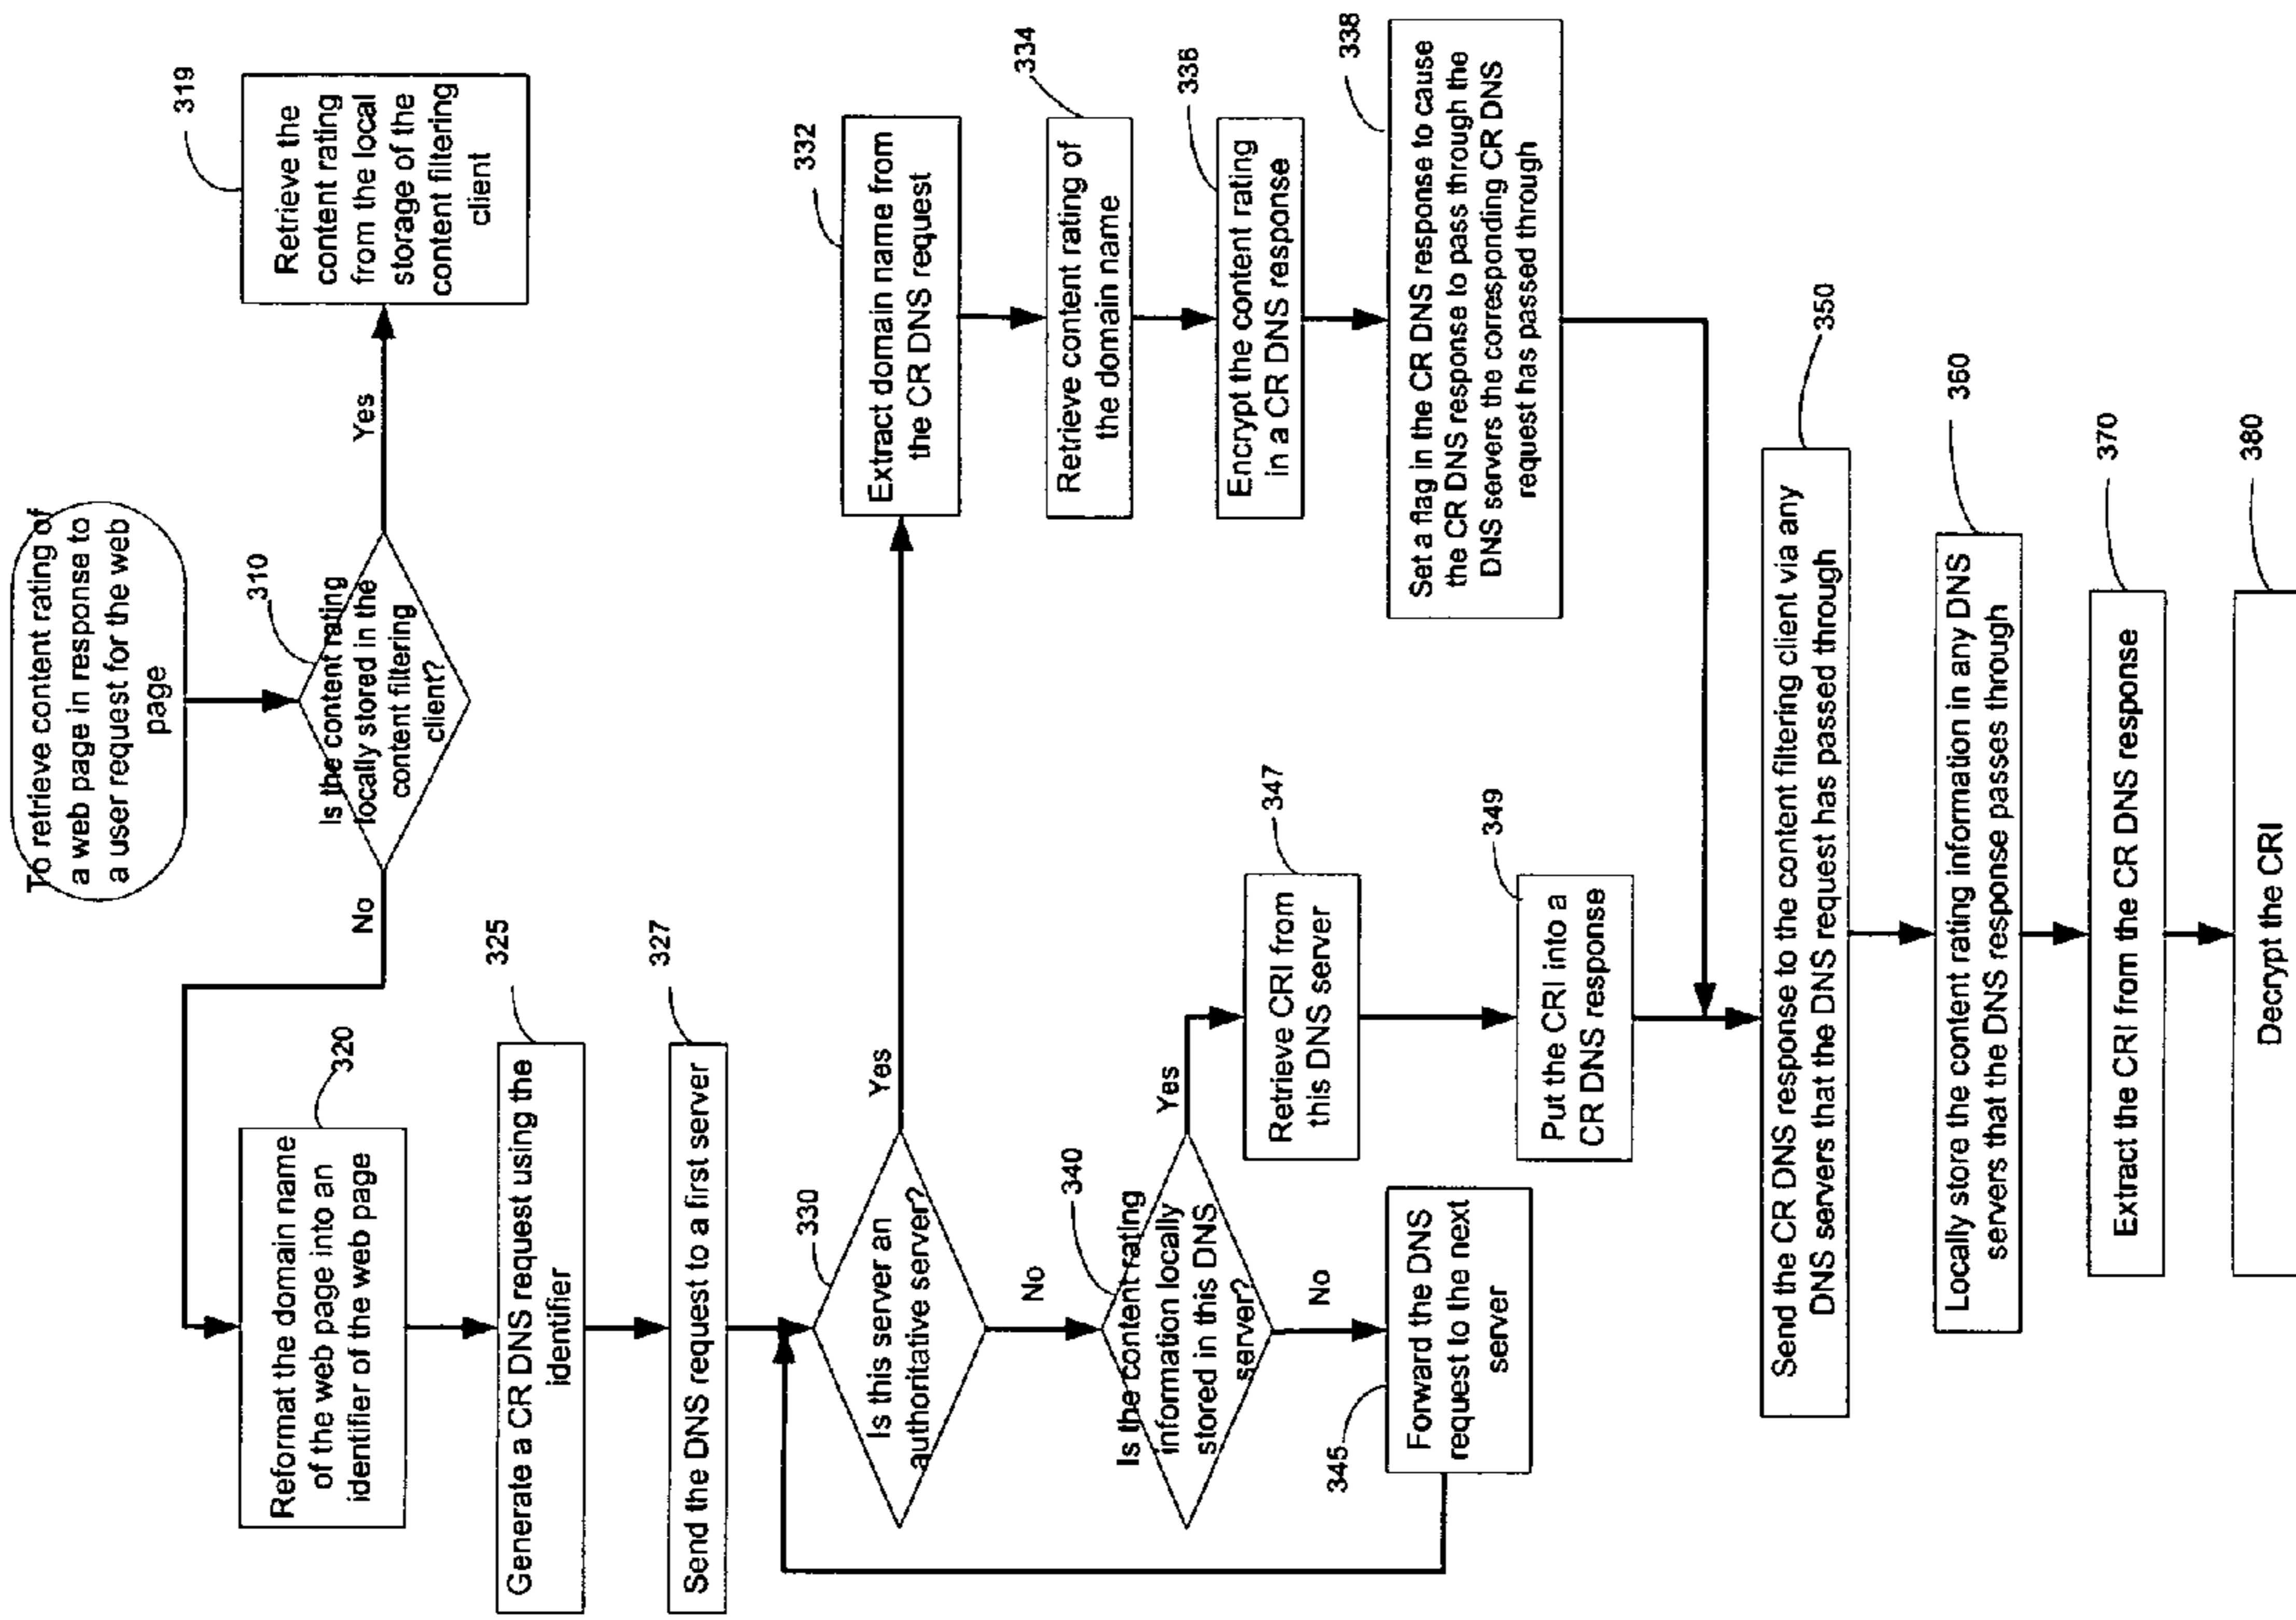 To retrieve content rating of
a web page in response to
a user request for the web
page
310
Is the content rating
locally stored in the
content filtering
client?
Yes
319
Retrieve the
content rating
from the local
storage of the
content filtering
client
No
320
Reformat the domain name
of the web page into an
identifier of the web page
325
Generate a CR DNS request using the
identifier
327
Send the DNS request to a first server
330
Is this server an
authoritative server?
Yes
332
Extract domain name from
the CR DNS request
334
Retrieve content rating of
the domain name
336
Encrypt the content rating
in a CR DNS response
338
Set a flag in the CR DNS response to cause
the CR DNS response to pass through the
DNS servers the corresponding CR DNS
request has passed through
No
340
Is the content rating
information locally
stored in this DNS
server?
Yes
347
Retrieve CRI from
this DNS server
349
Put the CRI into a
CR DNS response
No
345
Forward the DNS
request to the next
server
350
Send the CR DNS response to the content filtering client via any
DNS servers that the DNS request has passed through
360
Locally store the content rating information in any DNS
servers that the DNS response passes through
370
Extract the CRI from the CR DNS response
380
Decrypt the CRI